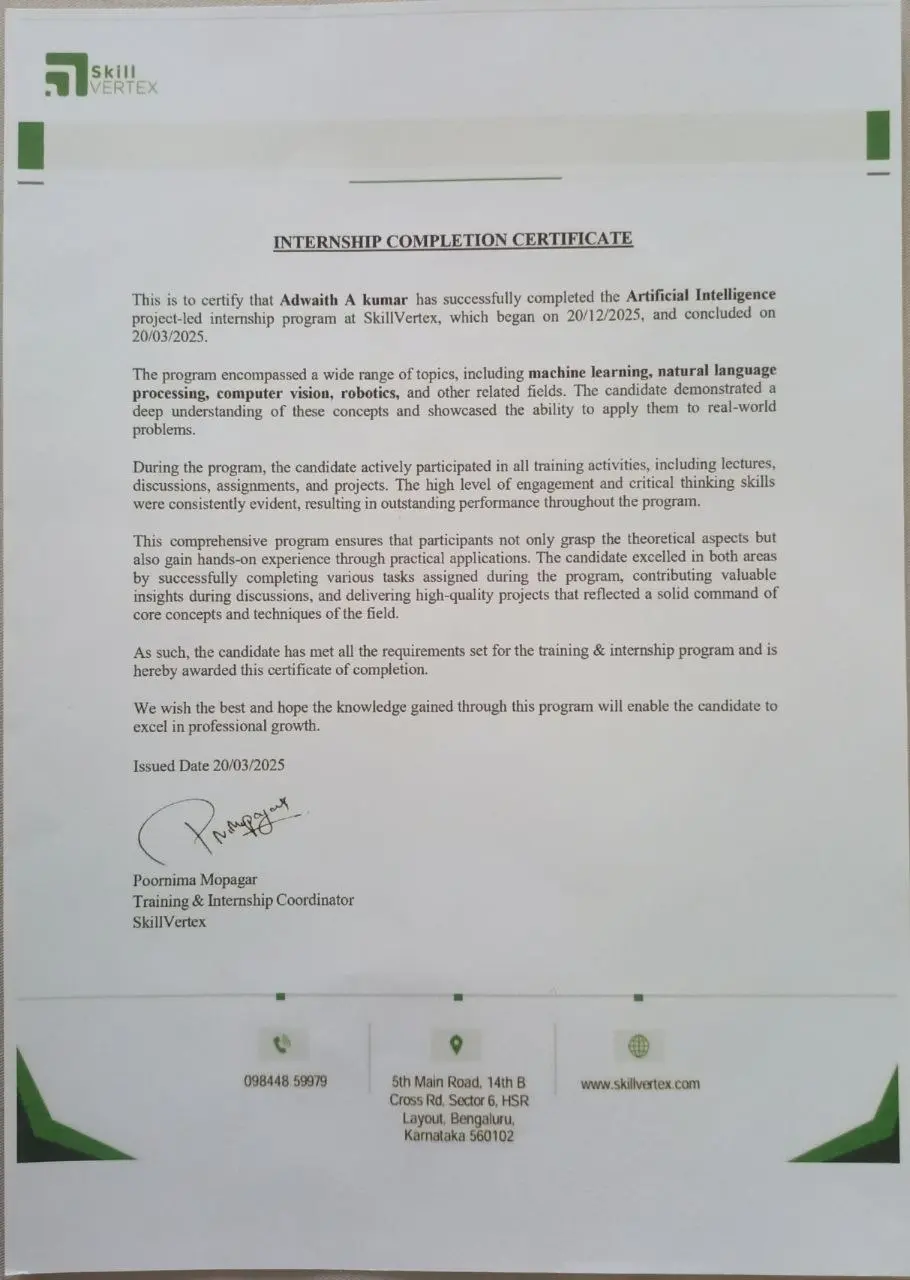 Skill
VERTEX
INTERNSHIP COMPLETION CERTIFICATE
This is to certify that Adwaith A kumar has successfully completed the Artificial Intelligence
project-led internship program at SkillVertex, which began on 20/12/2025, and concluded on
20/03/2025.
The program encompassed a wide range of topics, including machine learning, natural language
processing, computer vision, robotics, and other related fields. The candidate demonstrated a
deep understanding of these concepts and showcased the ability to apply them to real-world
problems.
During the program, the candidate actively participated in all training activities, including lectures,
discussions, assignments, and projects. The high level of engagement and critical thinking skills
were consistently evident, resulting in outstanding performance throughout the program.
This comprehensive program ensures that participants not only grasp the theoretical aspects but
also gain hands-on experience through practical applications. The candidate excelled in both areas
by successfully completing various tasks assigned during the program, contributing valuable
insights during discussions, and delivering high-quality projects that reflected a solid command of
core concepts and techniques of the field.
As such, the candidate has met all the requirements set for the training & internship program and is
hereby awarded this certificate of completion.
We wish the best and hope the knowledge gained through this program will enable the candidate to
excel in professional growth.
Issued Date 20/03/2025
Poornima Mopagar
Training & Internship Coordinator
SkillVertex
098448 59979
5th Main Road, 14th B
Cross Rd, Sector 6, HSR
Layout, Bengaluru,
Karnataka 560102
www.skillvertex.com